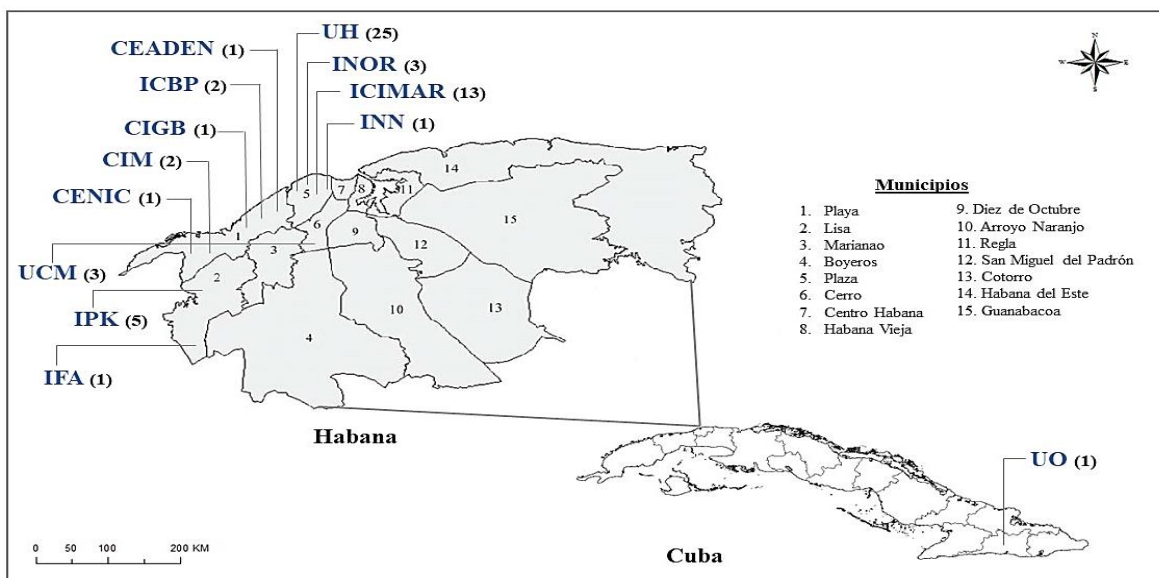 UH (25)
CEADEN (1)
INOR (3)
ICBP (2)
ICIMAR (13)
CIGB (1)
INN (1)
CIM (2)
CENIC (1)
UCM (3)
IPK (5)
IFA (1)
N
W
E
S
14
5
7
8
11
15
6
9
1
3
12
2
10
13
4
Municipios
1. Playa
2. Lisa
3. Marianao
4. Boyeros
5. Plaza
6. Cerro
7. Centro Habana
8. Habana Vieja
9. Diez de Octubre
10. Arroyo Naranjo
11. Regla
12. San Miguel del Padrón
13. Cotorro
14. Habana del Este
15. Guanabacoa
Habana
UO (1)
Cuba
0 50 100 200 KM